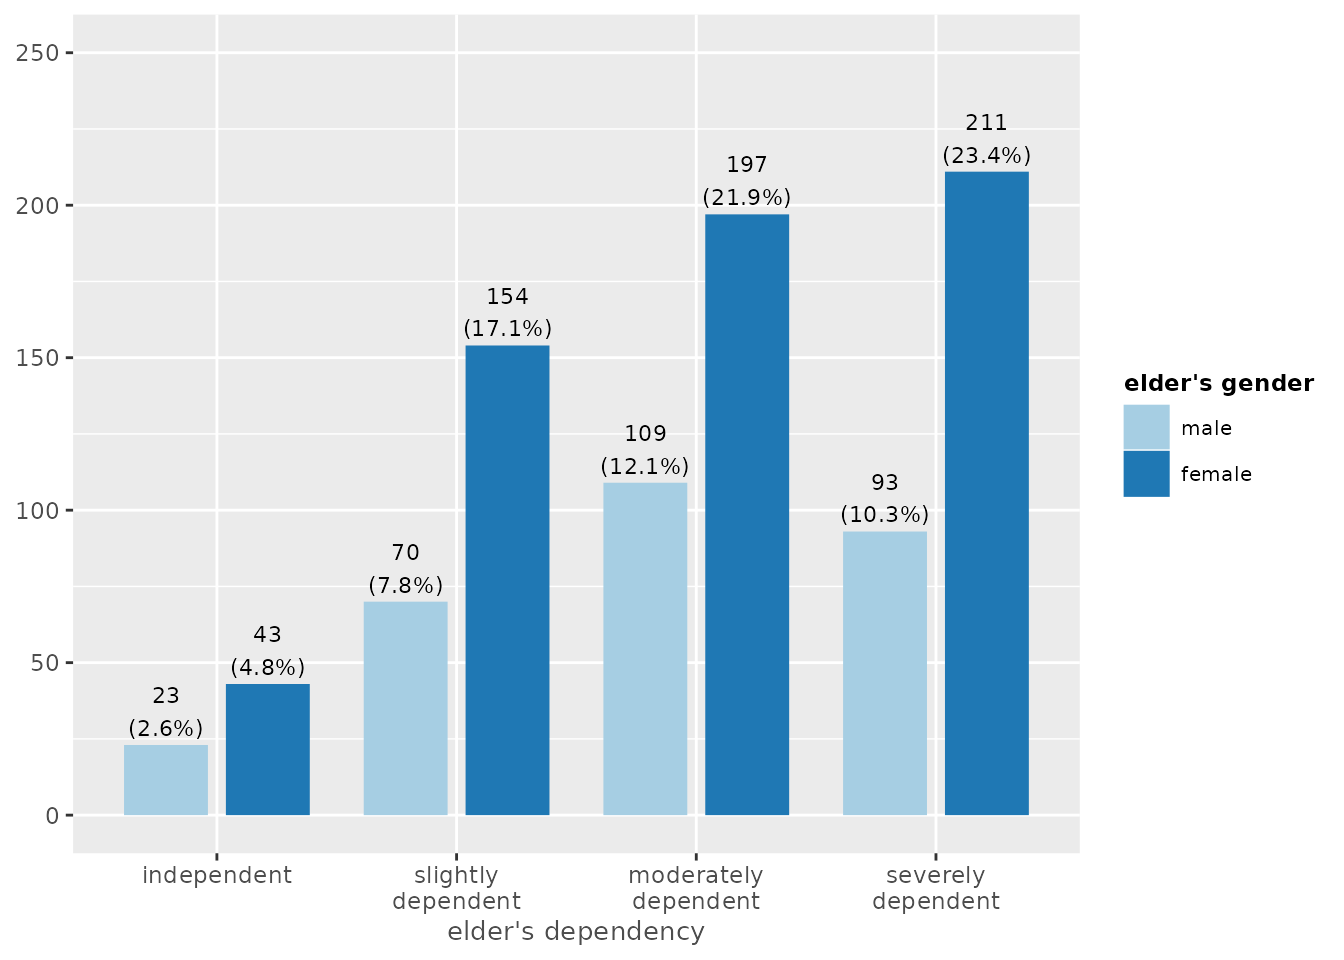 250
200
150
100
50
0
23
(2.6%)
43
(4.8%)
70
(7.8%)
154
(17.1%)
109
(12.1%)
197
(21.9%)
93
(10.3%)
211
(23.4%)
independent
slightly
dependent
moderately
dependent
severely
dependent
elder's dependency
elder's gender
male
female